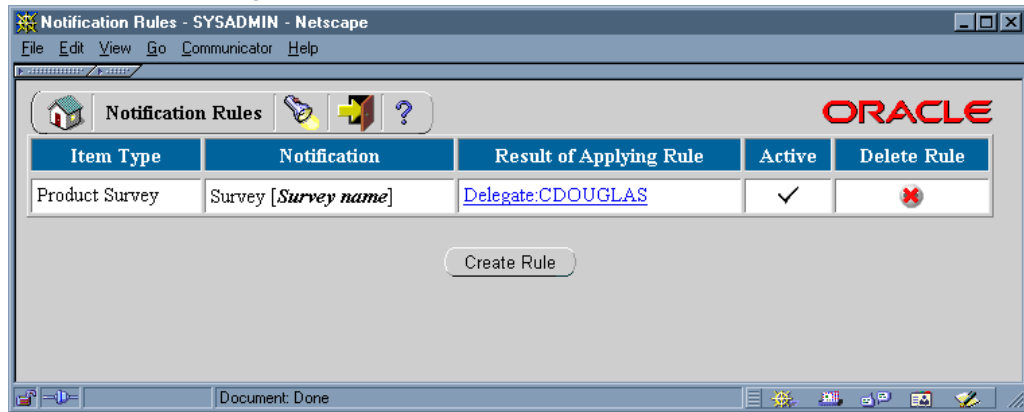 Notification Rules - SYSADMIN - Netscape
File Edit View Go Communicator Help
Notification Rules ?
ORACLE
Item Type Notification Result of Applying Rule Active Delete Rule
Product Survey Survey [Survey name] Delegate:CDOUGLAS
Create Rule
Document: Done